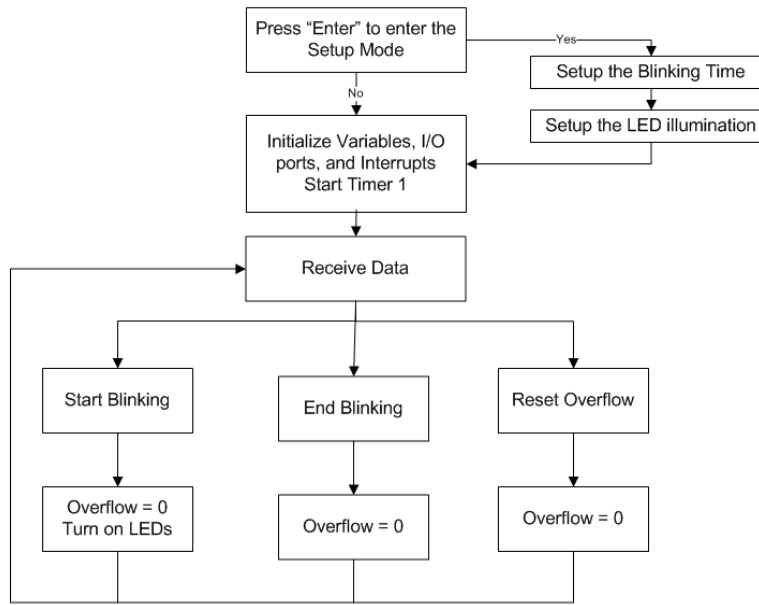 Press “Enter” to enter the
Setup Mode
Yes
Setup the Blinking Time
No
Setup the LED illumination
Initialize Variables, I/O
ports, and Interrupts
Start Timer 1
Receive Data
Start Blinking
End Blinking
Reset Overflow
Overflow = 0
Turn on LEDs
Overflow = 0
Overflow = 0